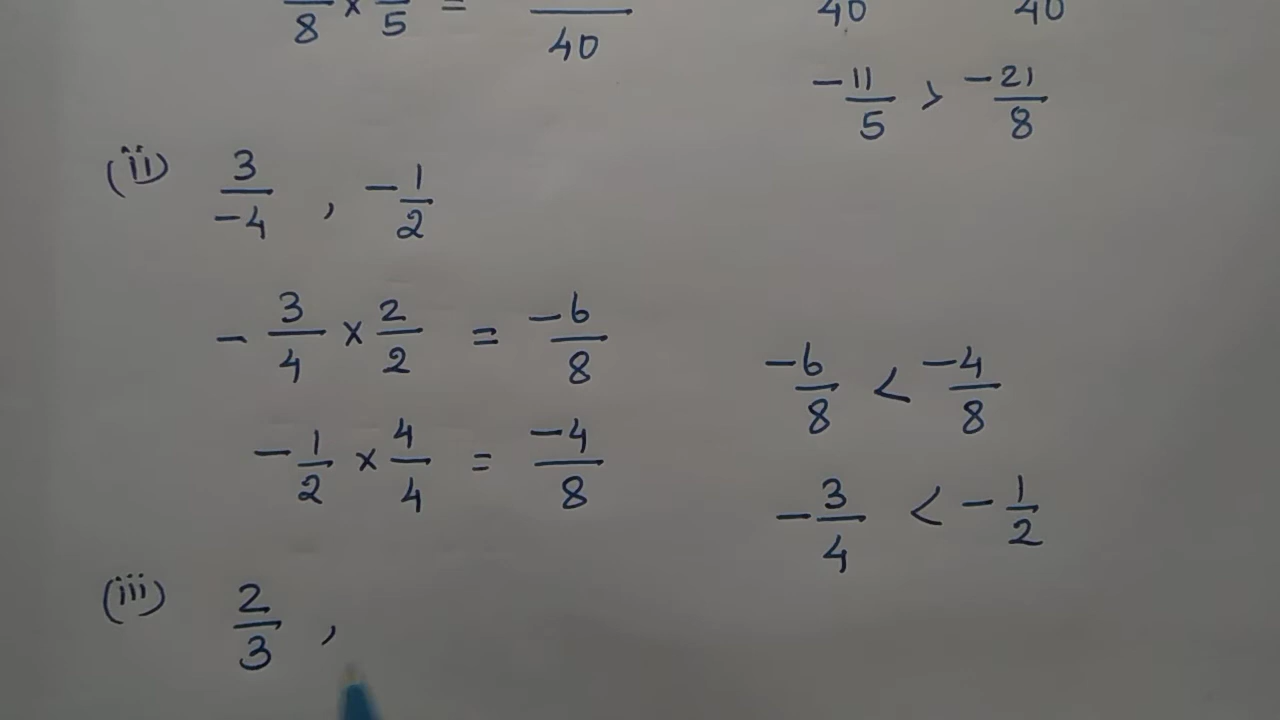 8 × 5 = 40
40 40
-11/5 > -21/8
(ii) 3/-4 , -1/2
-3/4 × 2/2 = -6/8
-6/8 < -4/8
-1/2 × 4/4 = -4/8
-3/4 < -1/2
(iii) 2/3 ,